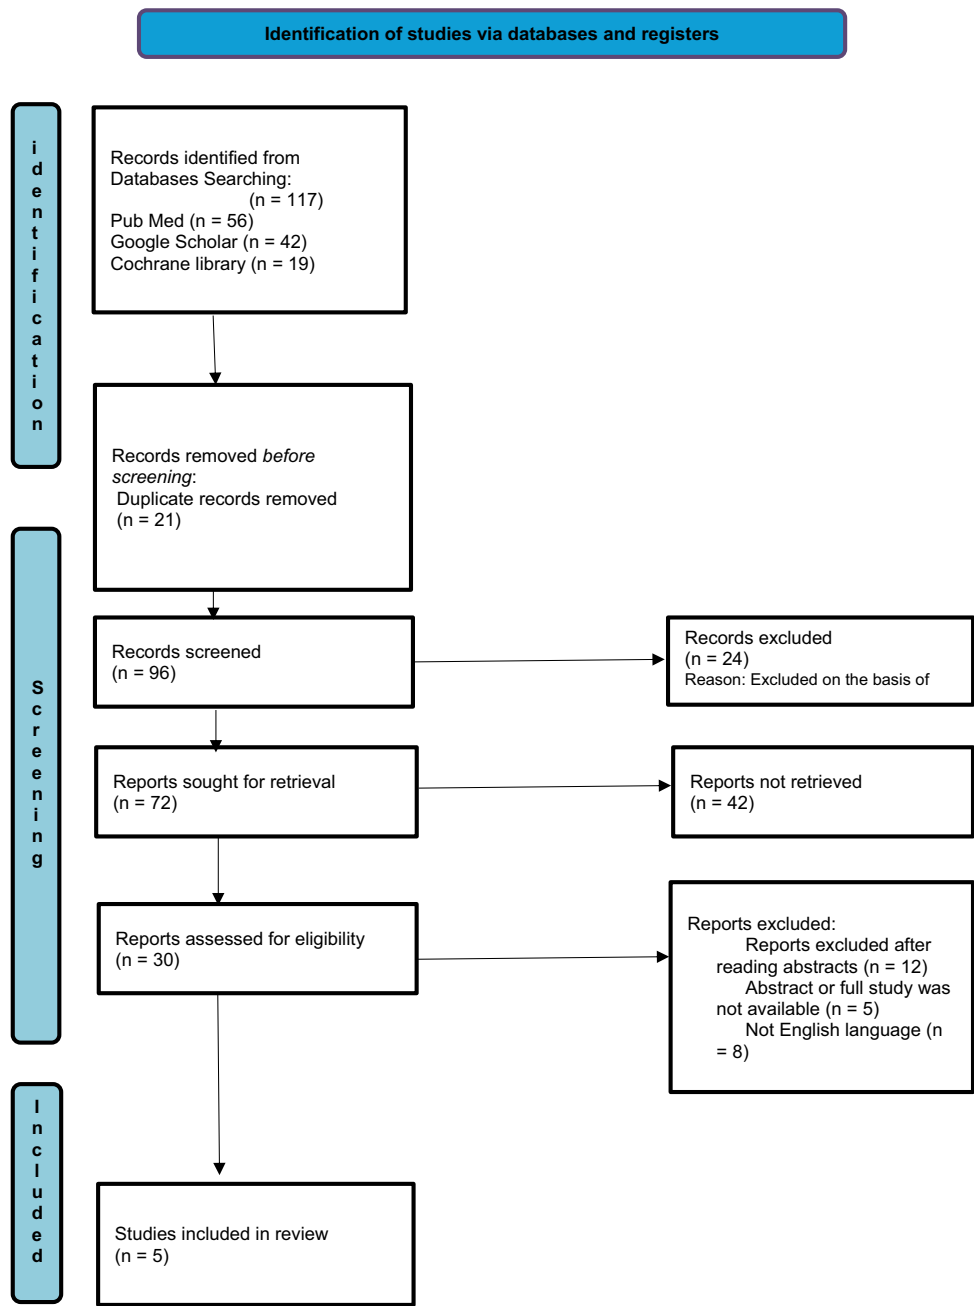 Identification of studies via databases and registers
identification
Records identified from
Databases Searching:
(n = 117)
Pub Med (n = 56)
Google Scholar (n = 42)
Cochrane library (n = 19)
Records removed before
screening:
Duplicate records removed
(n = 21)
Screening
Records screened
(n = 96)
Records excluded
(n = 24)
Reason: Excluded on the basis of
Reports sought for retrieval
(n = 72)
Reports not retrieved
(n = 42)
Reports assessed for eligibility
(n = 30)
Reports excluded:
Reports excluded after
reading abstracts (n = 12)
Abstract or full study was
not available (n = 5)
Not English language (n
= 8)
Included
Studies included in review
(n = 5)